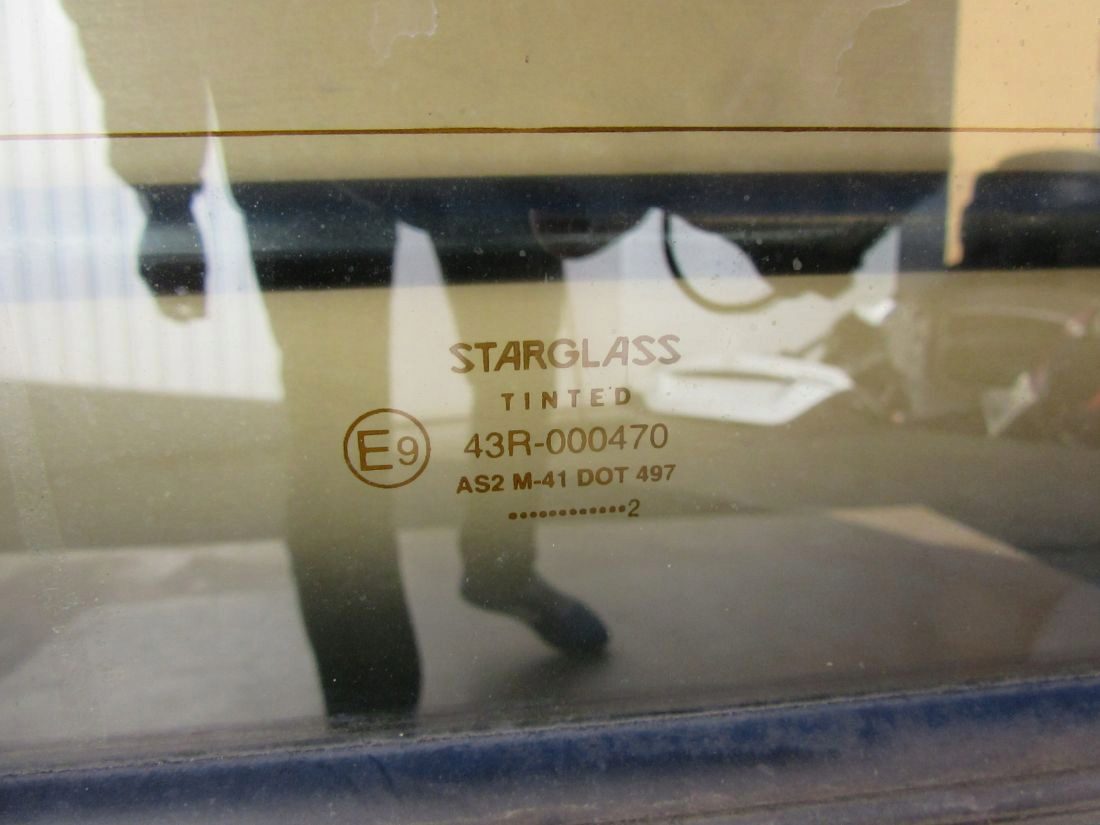 STARGLASS
TINTED
E9 43R-000470
AS2 M-41 DOT 497
............2